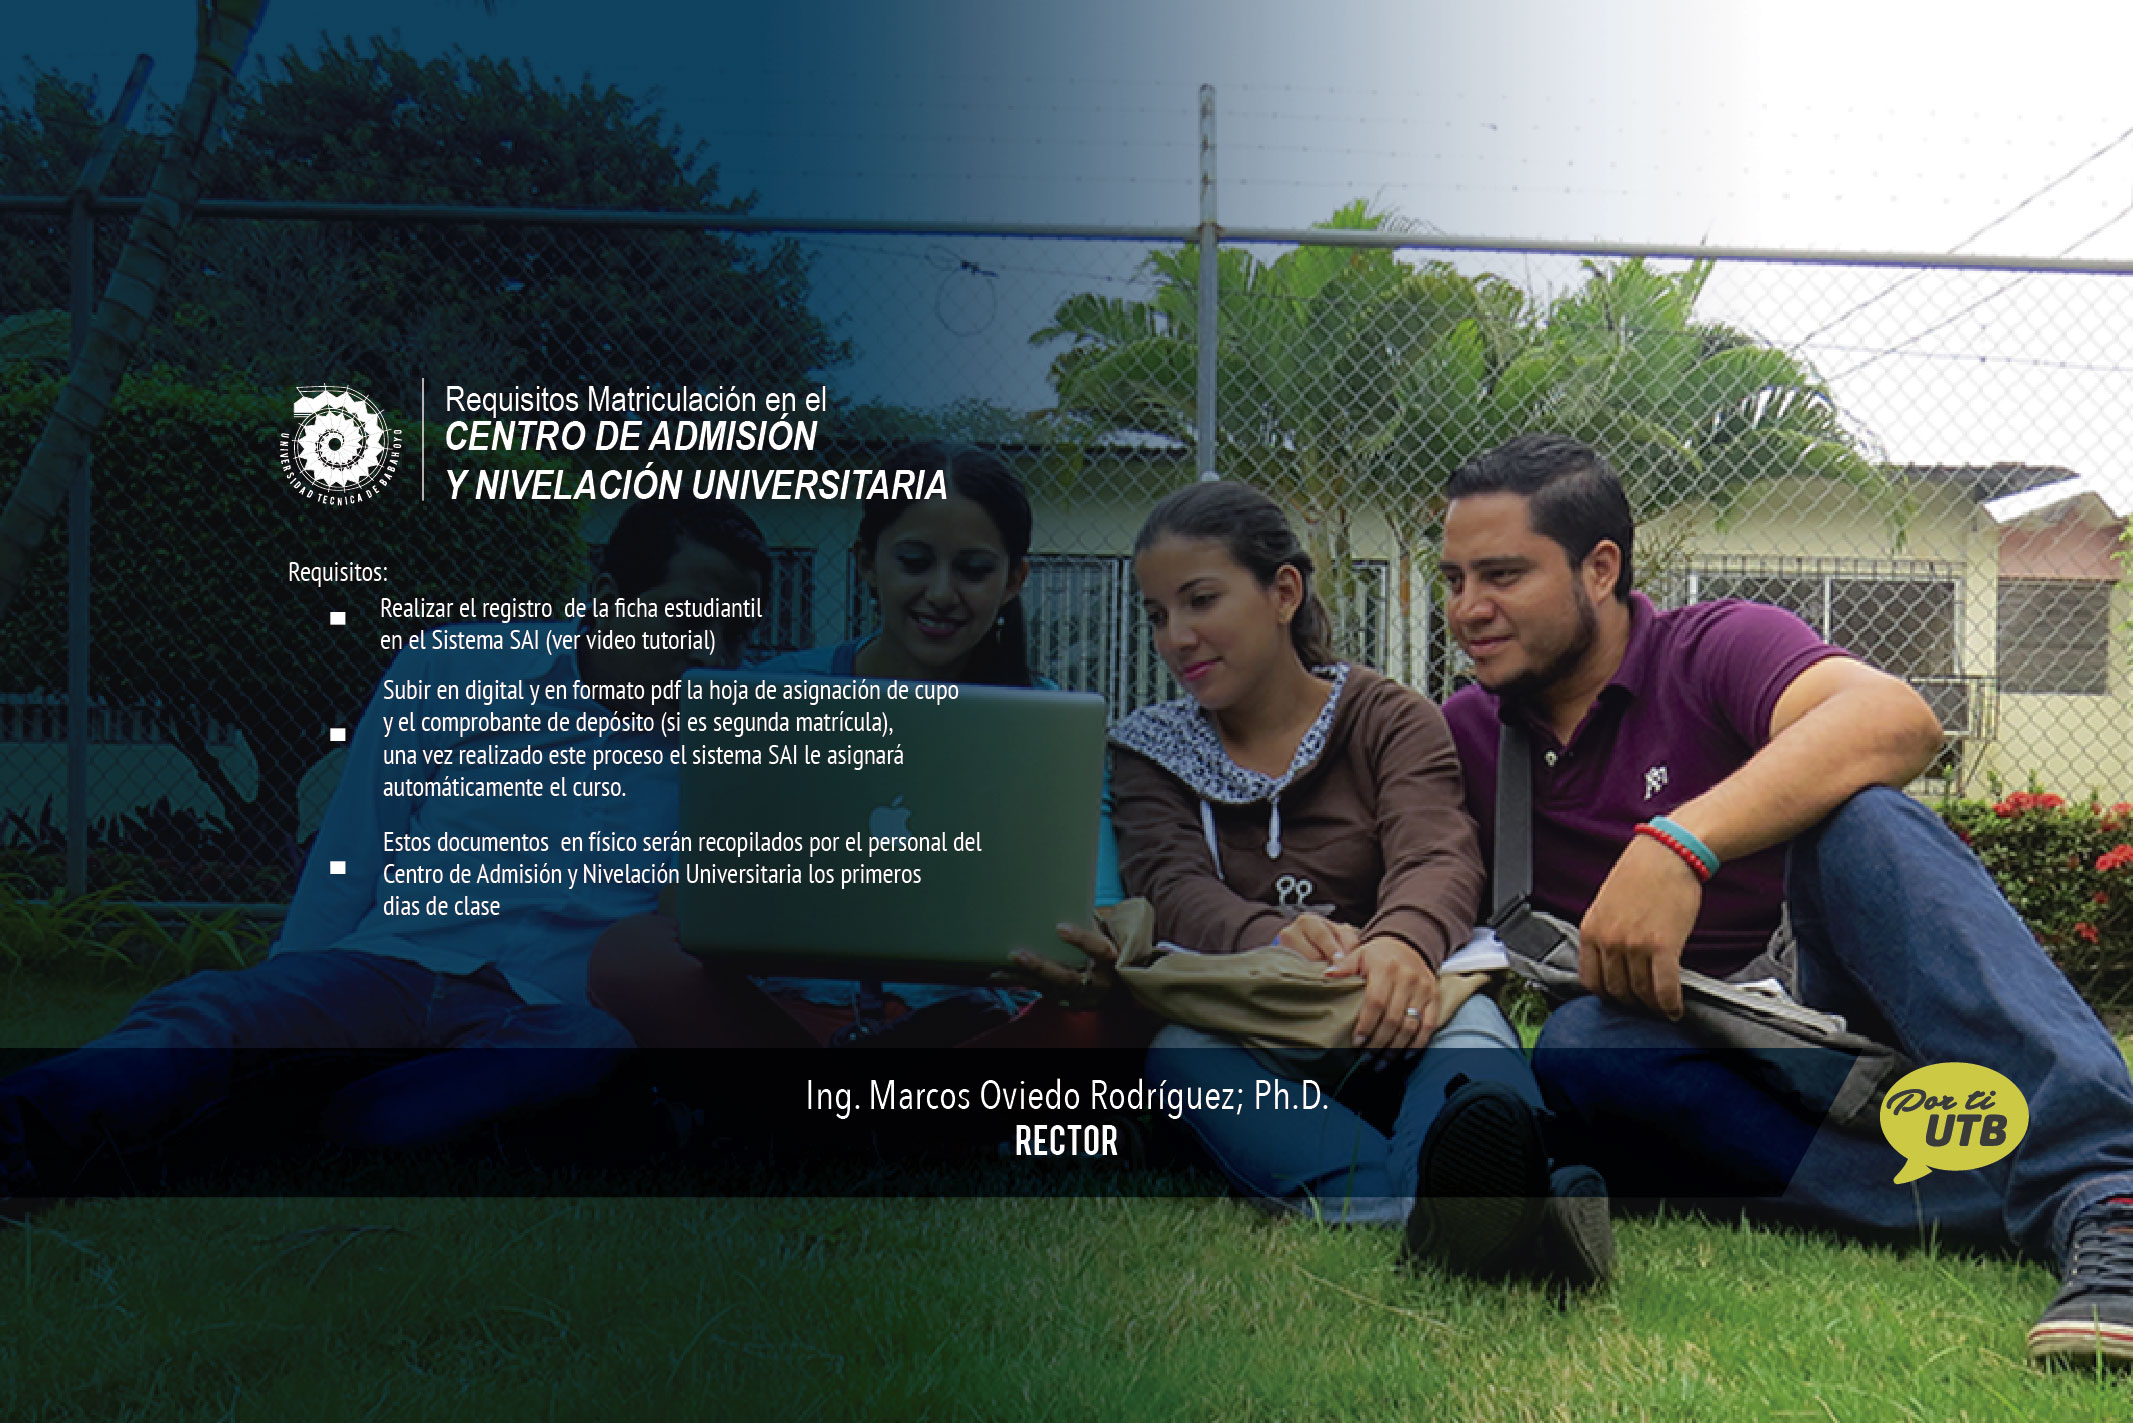 UNIVERSIDAD TECNICA DE BABAHOYO
Requisitos Matriculación en el
CENTRO DE ADMISIÓN
Y NIVELACIÓN UNIVERSITARIA
Requisitos:
Realizar el registro de la ficha estudiantil
en el Sistema SAI (ver video tutorial)
Subir en digital y en formato pdf la hoja de asignación de cupo
y el comprobante de depósito (si es segunda matrícula),
una vez realizado este proceso el sistema SAI le asignará
automáticamente el curso.
Estos documentos en físico serán recopilados por el personal del
Centro de Admisión y Nivelación Universitaria los primeros
dias de clase
Ing. Marcos Oviedo Rodríguez; Ph.D.
RECTOR
Por ti
UTB